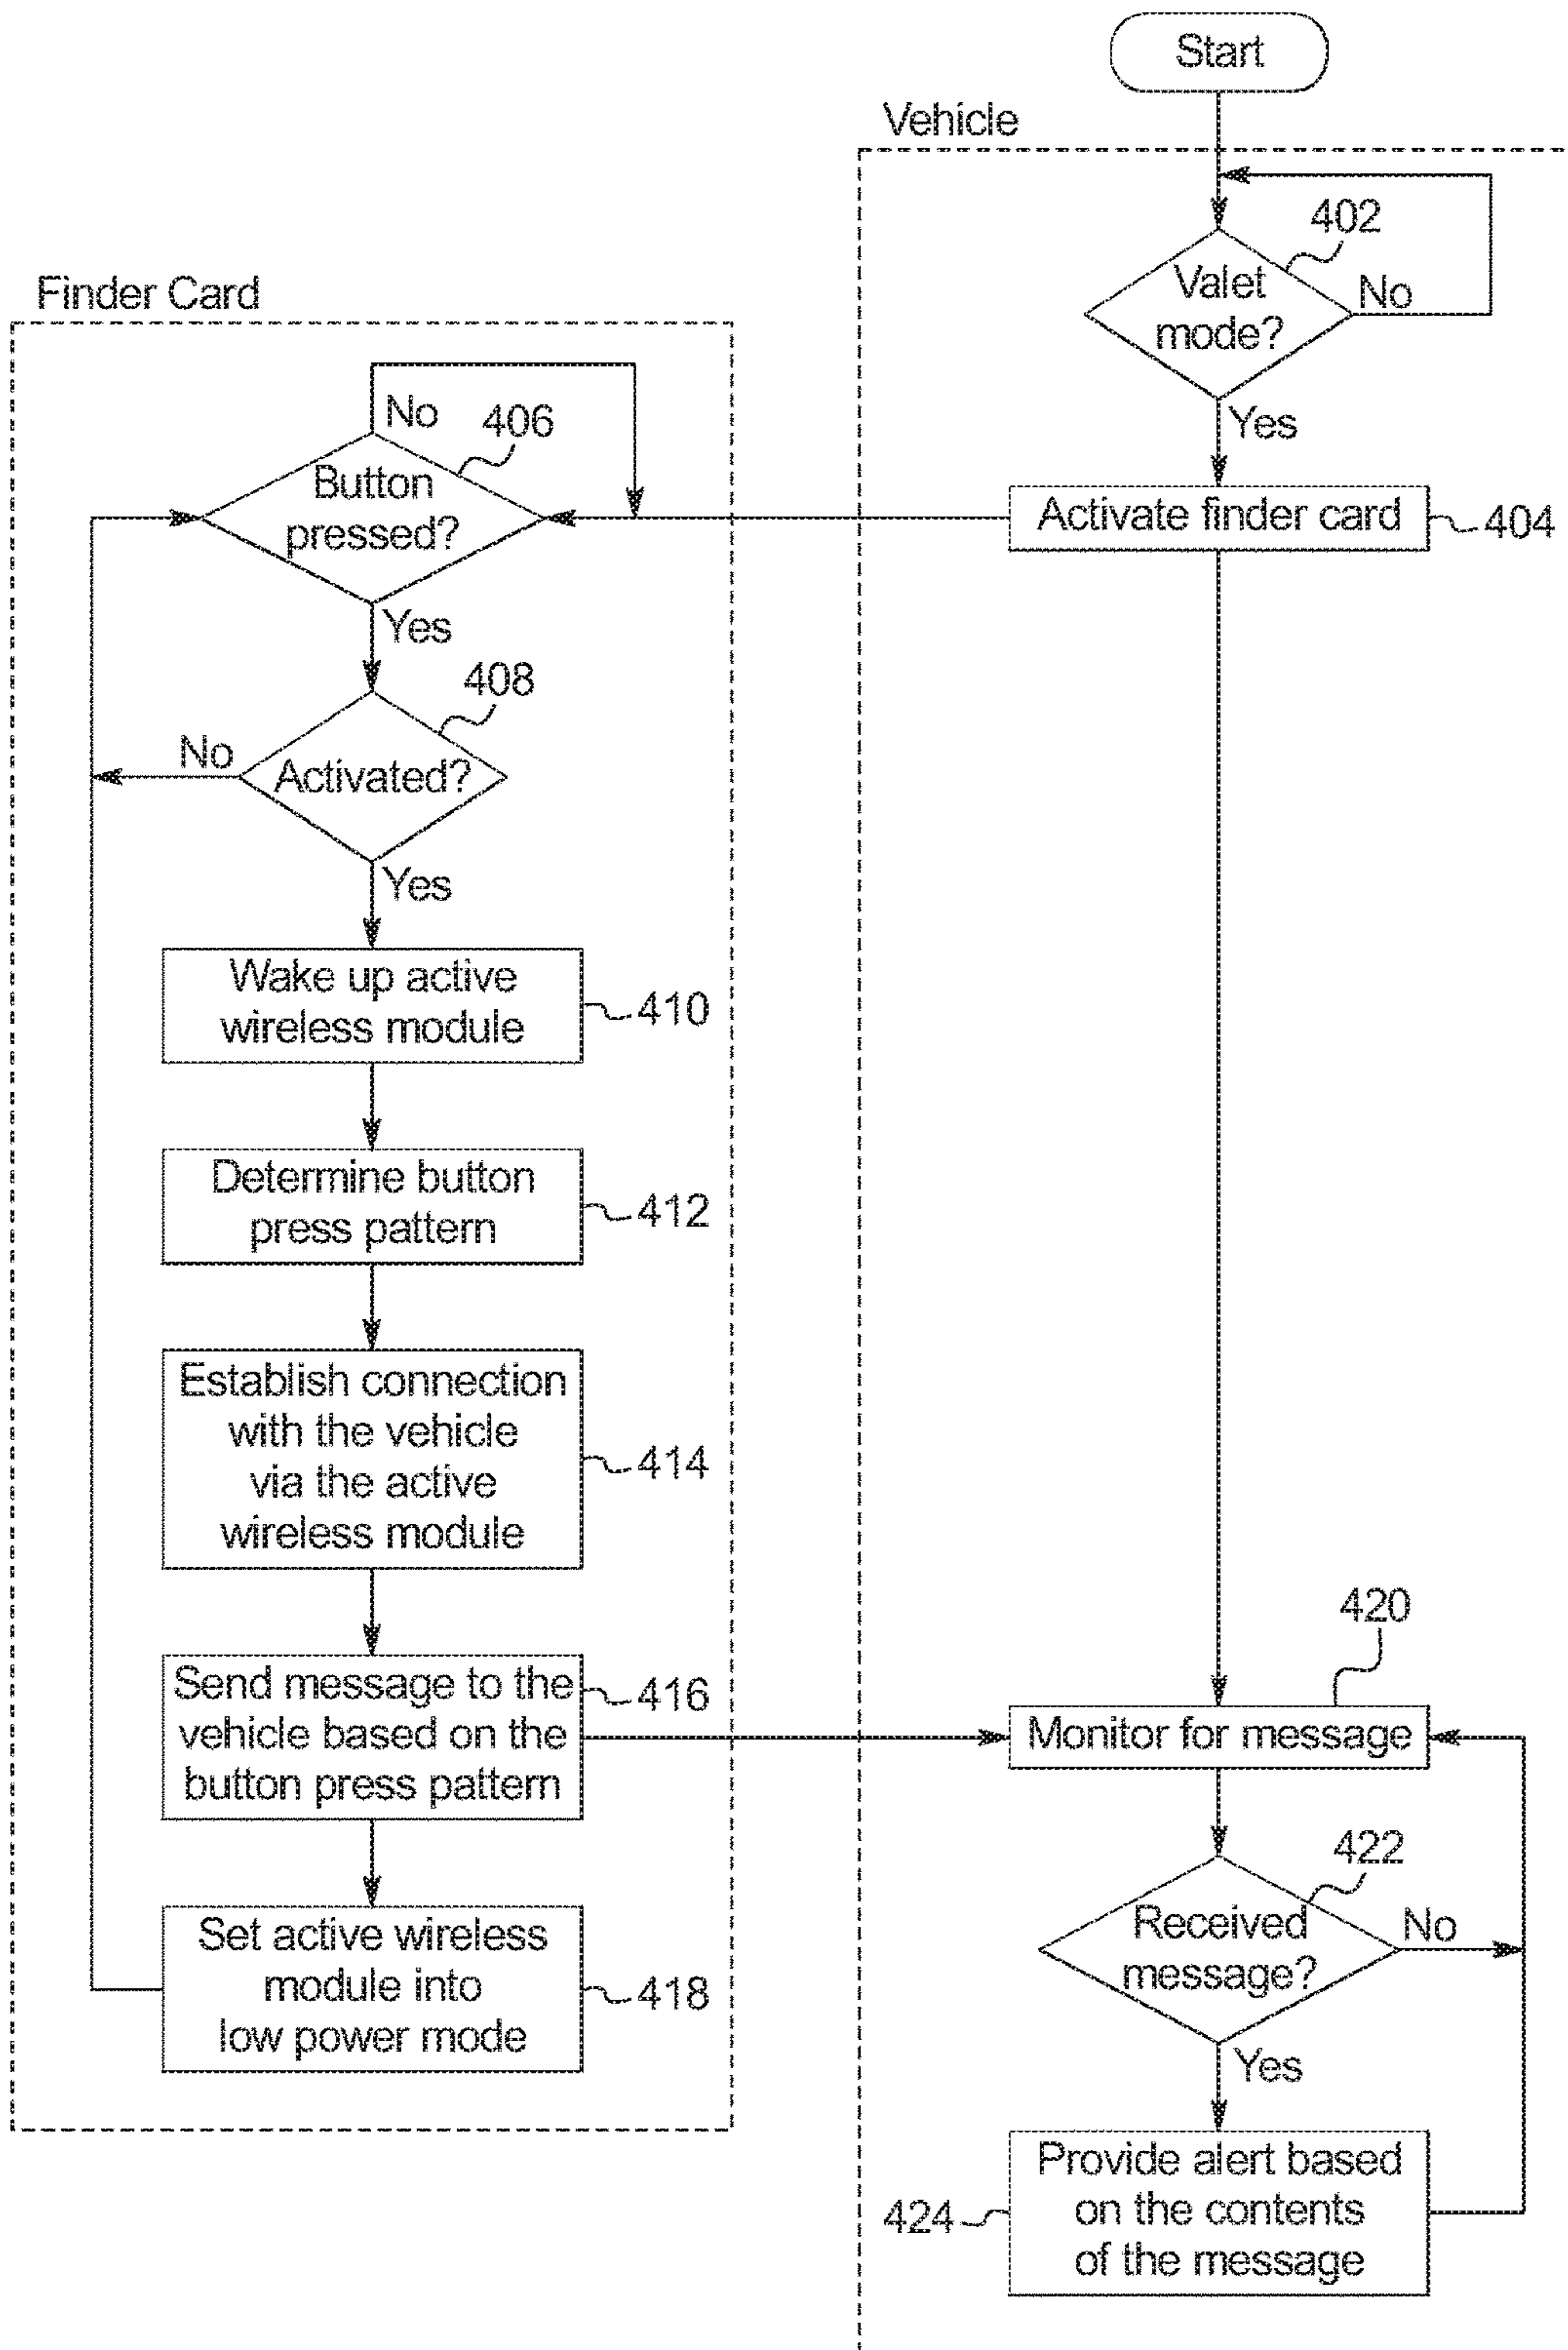 Start
Vehicle
402
Valet
mode?
No
Yes
Activate finder card
404
Finder Card
No
406
Button
pressed?
Yes
408
No
Activated?
Yes
Wake up active
wireless module
410
Determine button
press pattern
412
Establish connection
with the vehicle
via the active
wireless module
414
Send message to the
vehicle based on the
button press pattern
416
Set active wireless
module into
low power mode
418
420
Monitor for message
422
Received
message?
No
Yes
Provide alert based
on the contents
of the message
424